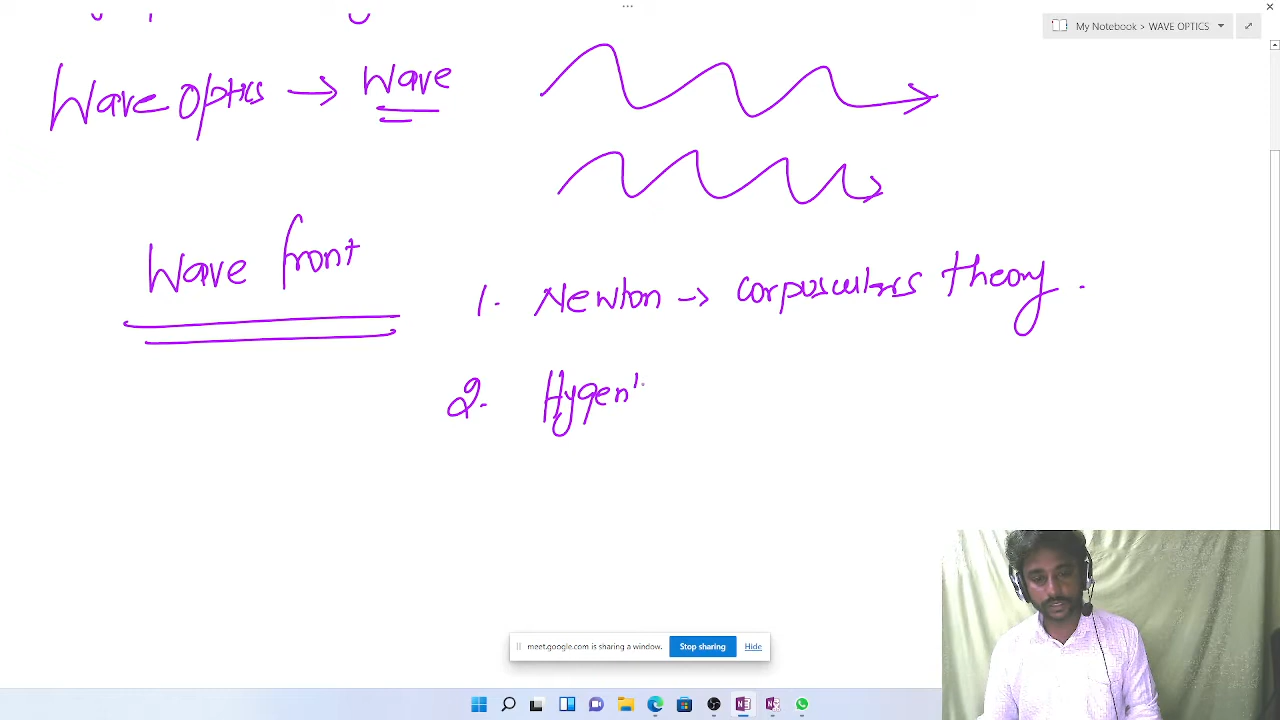 My Notebook > WAVE OPTICS
Wave optics → Wave
Wave front
1. Newton → corpusculars theory.
2. Hygen'
meet.google.com is sharing a window.
Stop sharing
Hide